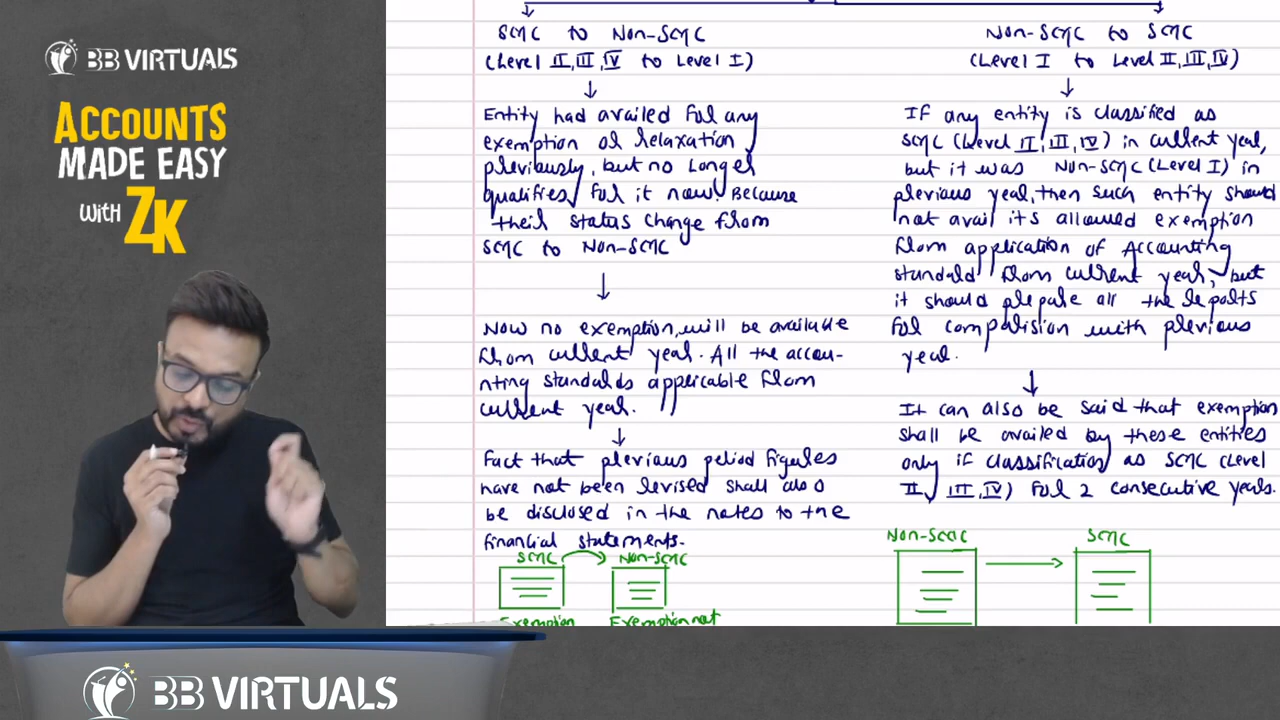 BB VIRTUALS
ACCOUNTS
MADE EASY
WITH ZK
SMC to Non-SMC
(Level II, III, IV to Level I)
Entity had availed for any
exemption or relaxation
previously, but no longer
qualifies for it now. Because
their status change from
SMC to Non-SMC
Now no exemption will be available
from current year. All the accou-
nting standards applicable from
current year.
Fact that previous period figures
have not been revised shall also
be disclosed in the notes to the
financial statements.
SMC Non-SMC
Exemption Exemption not
Non-SMC to SMC
(Level I to Level II, III, IV)
If any entity is classified as
SMC (Level II, III, IV) in current year,
but it was Non-SMC (Level I) in
previous year, then such entity should
not avail its allowed exemption
from application of Accounting
standard from current year, but
it should prepare all the reports
for comparision with previous
year.
It can also be said that exemption
shall be availed by these entities
only if classification as SMC (Level
II, III, IV) for 2 consecutive years.
Non-SMC SMC
BB VIRTUALS